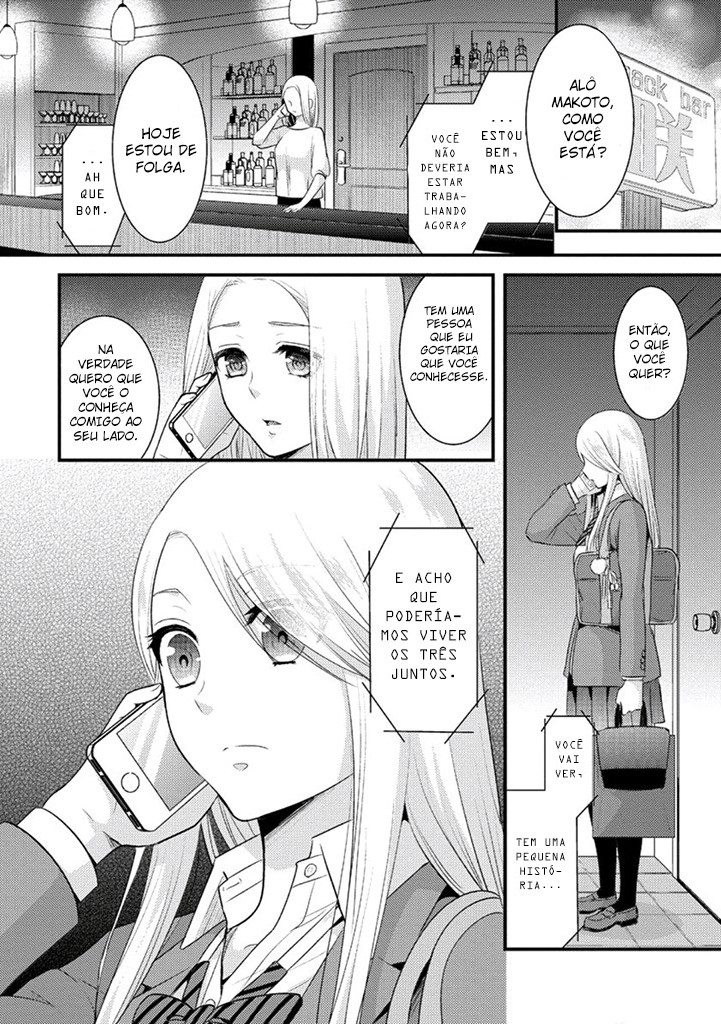 ack bar
咲
ALÔ
MAKOTO,
COMO
VOCÊ
ESTÁ?
... ESTOU
BEM,
MAS
VOCÊ
NÃO
DEVERIA
ESTAR
TRABA-
LHANDO
AGORA?
HOJE
ESTOU DE
FOLGA.
... AH
QUE
BOM.
ENTÃO,
O QUE
VOCÊ
QUER?
VOCÊ
VAI
VER,
TEM UMA
PEQUENA
HISTÓ-
RIA...
TEM UMA
PESSOA
QUE EU
GOSTARIA
QUE VOCÊ
CONHECESSE.
NA
VERDADE
QUERO QUE
VOCÊ O
CONHEÇA
COMIGO AO
SEU LADO.
E ACHO
QUE
PODERÍA-
MOS VIVER
OS TRÊS
JUNTOS.